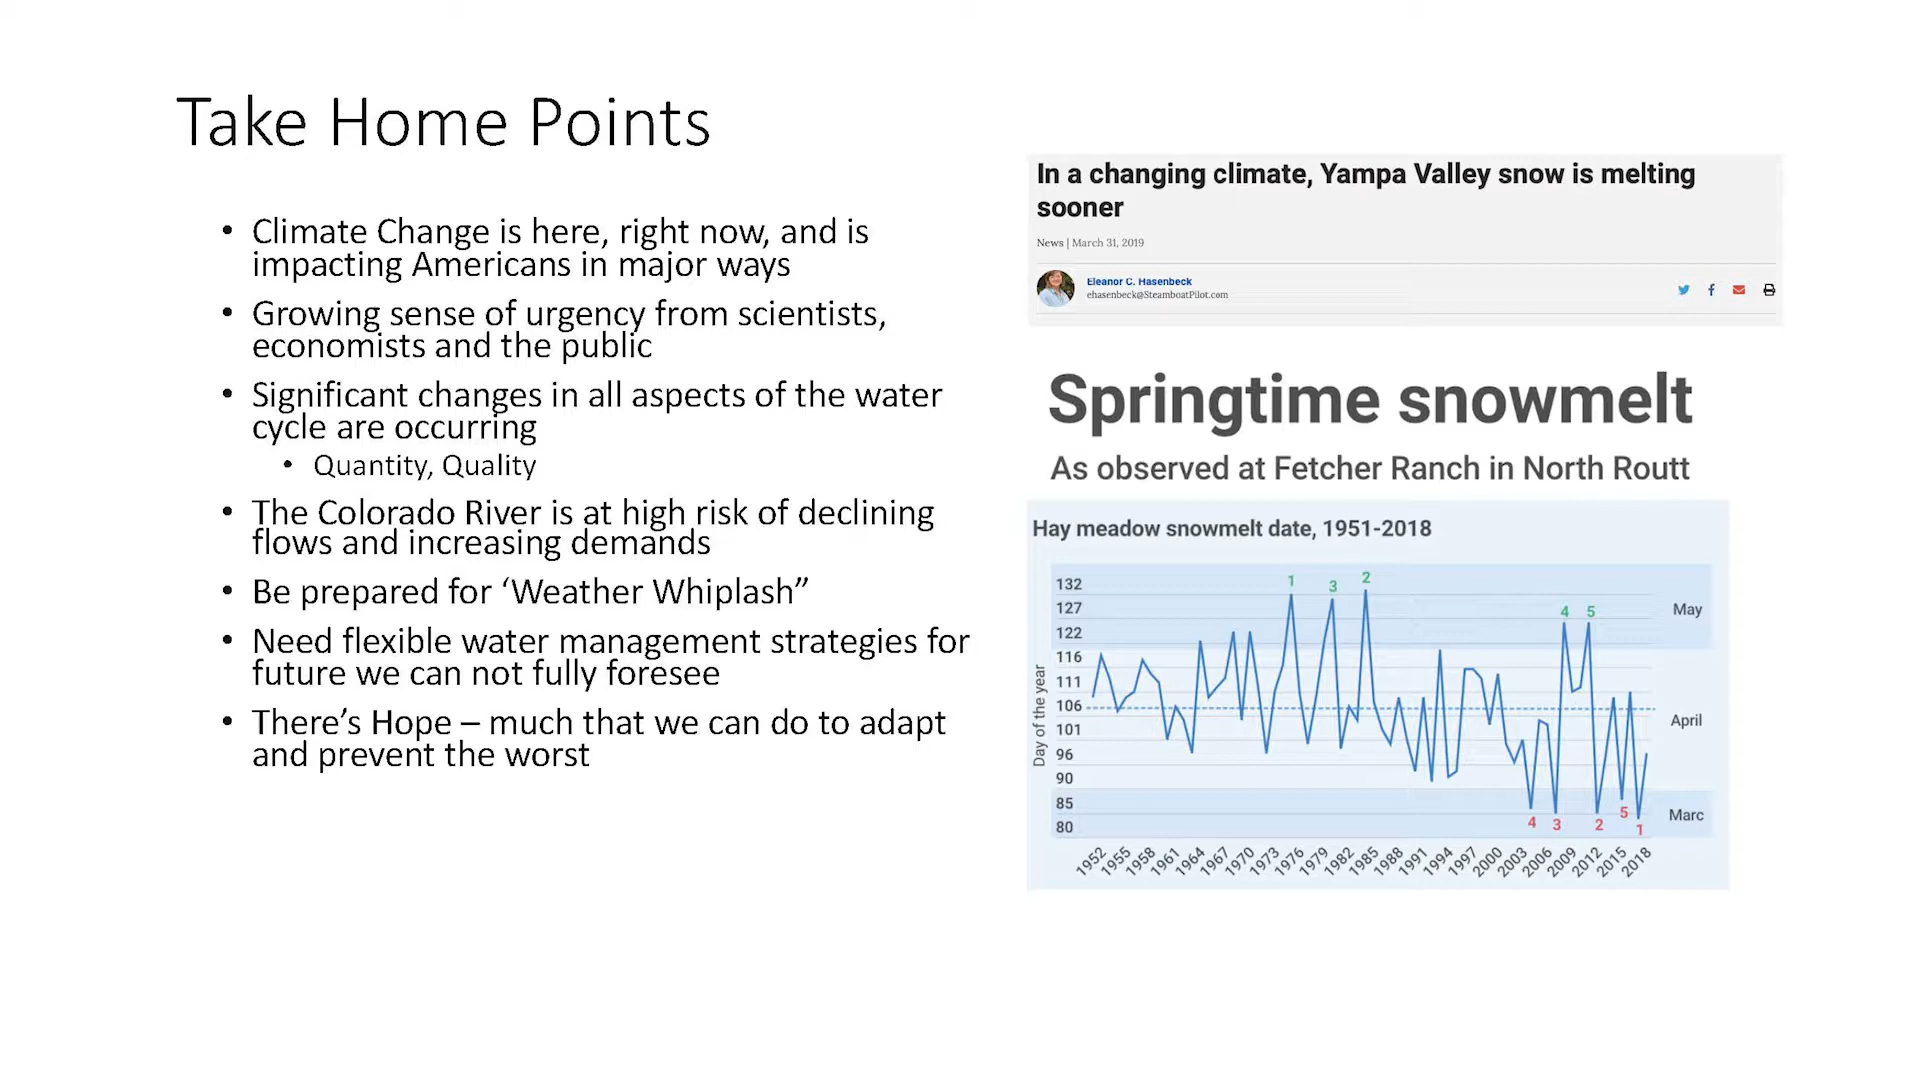 Take Home Points
• Climate Change is here, right now, and is
impacting Americans in major ways
• Growing sense of urgency from scientists,
economists and the public
• Significant changes in all aspects of the water
cycle are occurring
• Quantity, Quality
• The Colorado River is at high risk of declining
flows and increasing demands
• Be prepared for ‘Weather Whiplash”
• Need flexible water management strategies for
future we can not fully foresee
• There’s Hope – much that we can do to adapt
and prevent the worst
In a changing climate, Yampa Valley snow is melting
sooner
News | March 31, 2019
Eleanor C. Hasenbeck
ehasenbeck@SteamboatPilot.com
Springtime snowmelt
As observed at Fetcher Ranch in North Routt
Hay meadow snowmelt date, 1951-2018
Day of the year
132
127
122
116
111
106
101
96
90
85
80
1
3
2
4
5
4
3
2
5
1
May
April
Marc
1952
1955
1958
1961
1964
1967
1970
1973
1976
1979
1982
1985
1988
1991
1994
1997
2000
2003
2006
2009
2012
2015
2018